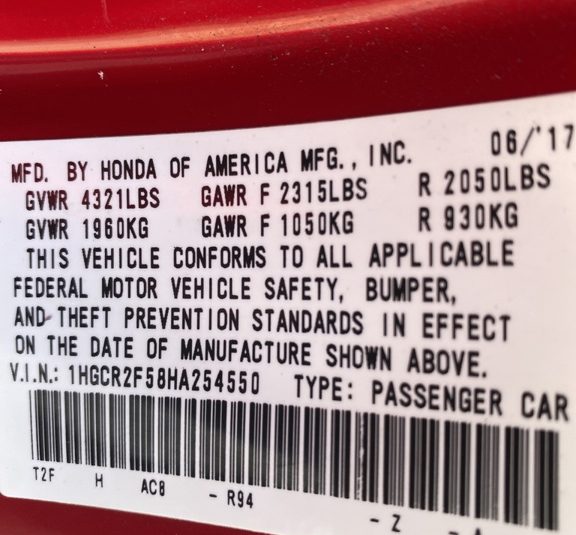 MFD. BY HONDA OF AMERICA MFG., INC. 06/'17
GVWR 4321LBS GAWR F 2315LBS R 2050LBS
GVWR 1960KG GAWR F 1050KG R 930KG
THIS VEHICLE CONFORMS TO ALL APPLICABLE
FEDERAL MOTOR VEHICLE SAFETY, BUMPER,
AND THEFT PREVENTION STANDARDS IN EFFECT
ON THE DATE OF MANUFACTURE SHOWN ABOVE.
V.I.N.: 1HGCR2F58HA254550 TYPE: PASSENGER CAR
T2F H AC8 - R94 - Z - A